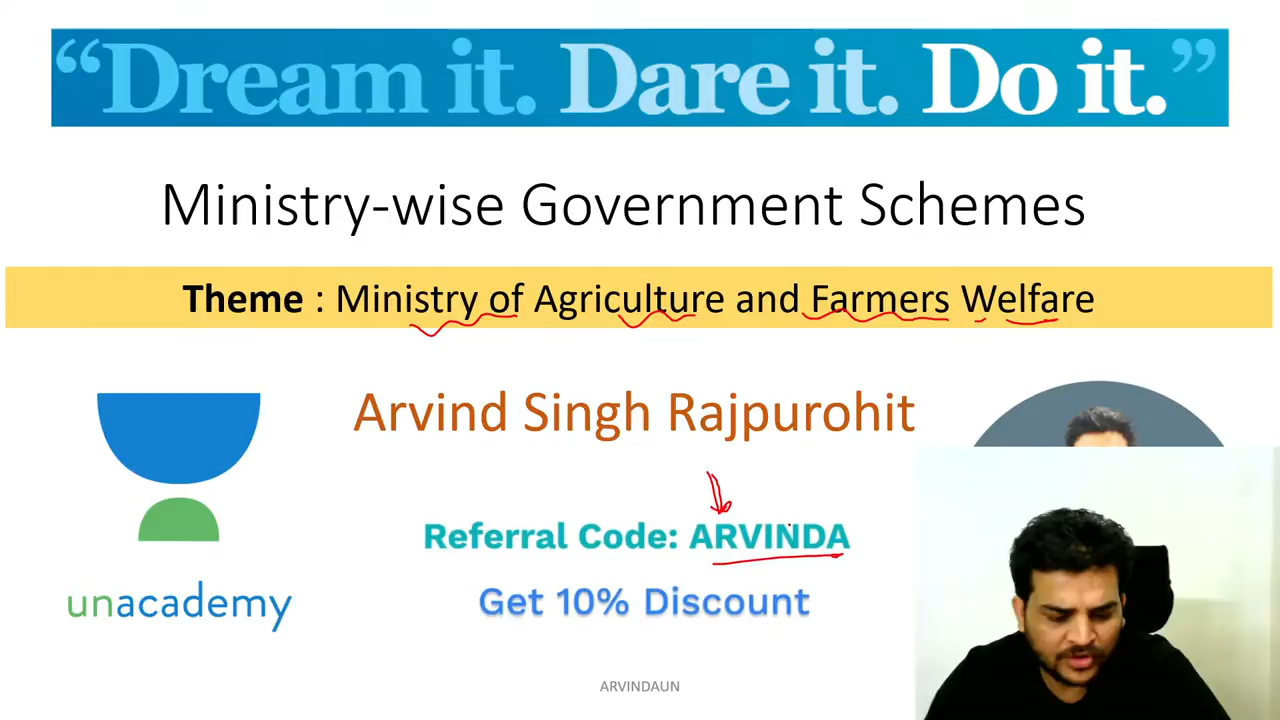 “Dream it. Dare it. Do it.”
Ministry-wise Government Schemes
Theme : Ministry of Agriculture and Farmers Welfare
Arvind Singh Rajpurohit
Referral Code: ARVINDA
Get 10% Discount
unacademy
ARVINDAUN